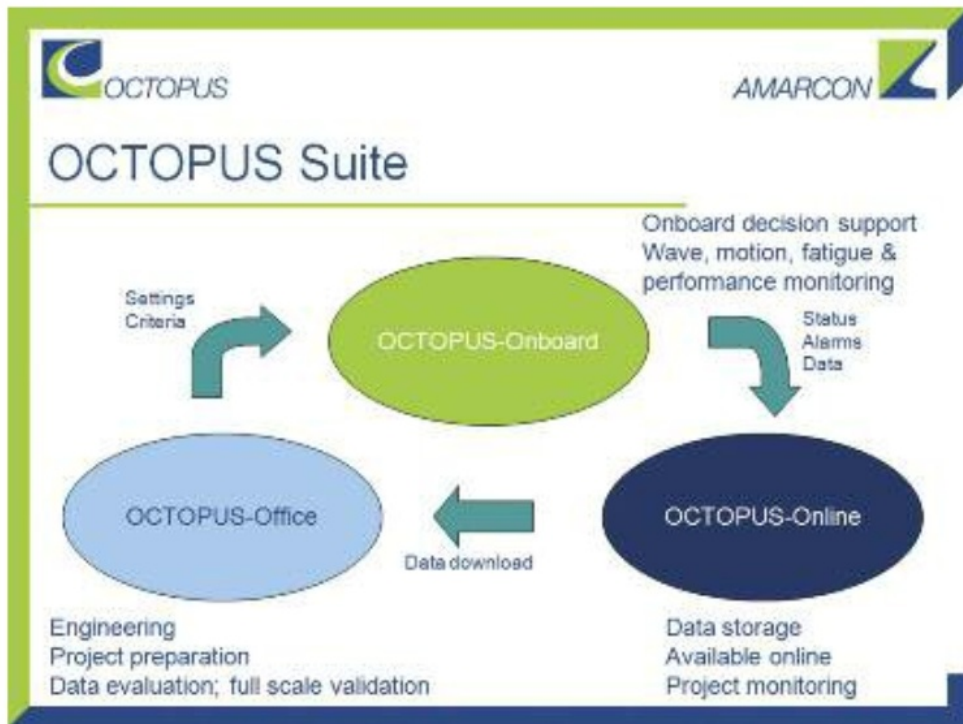 OCTOPUS
AMARCON
OCTOPUS Suite
Onboard decision support
Wave, motion, fatigue &
performance monitoring
Settings
Criteria
OCTOPUS-Onboard
Status
Alarms
Data
OCTOPUS-Office
OCTOPUS-Online
Data download
Engineering
Project preparation
Data evaluation; full scale validation
Data storage
Available online
Project monitoring